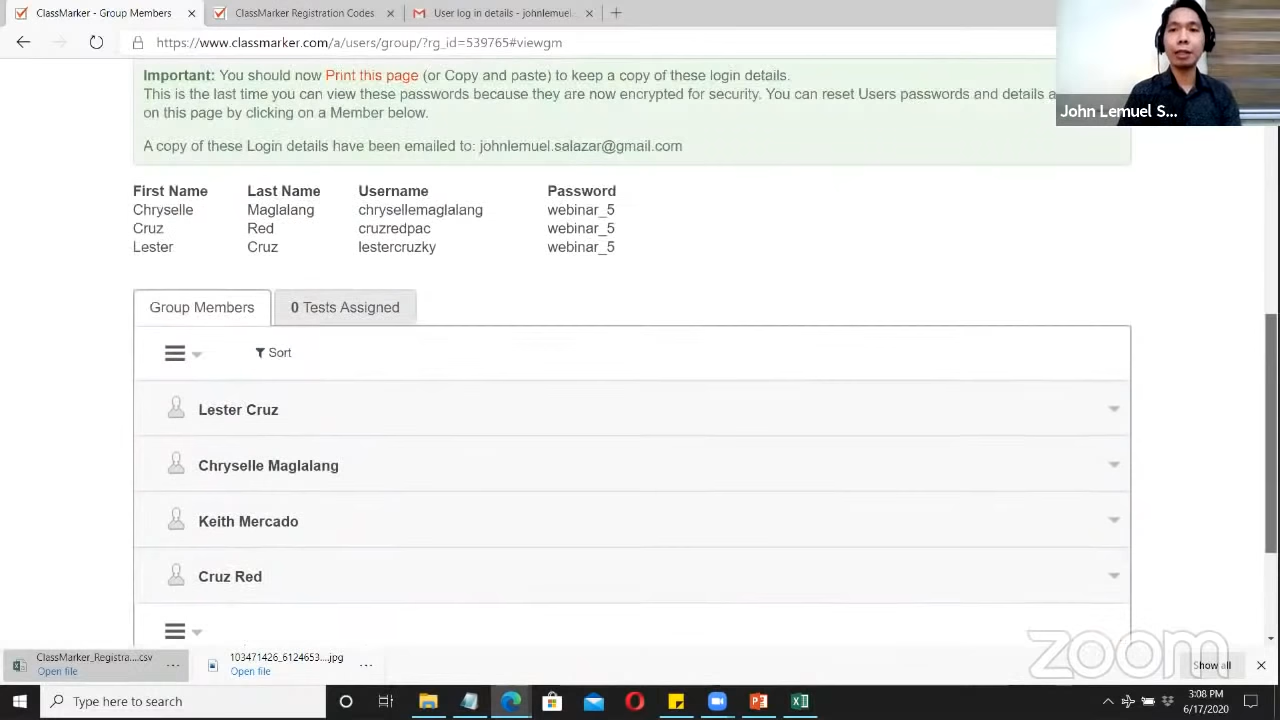 ClassMarker - Group Members
ClassMarker Registration Codes
User log in details - johnlemuel.
https://www.classmarker.com/a/users/group/?rg_id=535765#viewgm
Important: You should now Print this page (or Copy and paste) to keep a copy of these login details.
This is the last time you can view these passwords because they are now encrypted for security. You can reset Users passwords and details a
on this page by clicking on a Member below.
A copy of these Login details have been emailed to: johnlemuel.salazar@gmail.com
John Lemuel S...
First Name Last Name Username Password
Chryselle Maglalang chrysellemaglalang webinar_5
Cruz Red cruzredpac webinar_5
Lester Cruz lestercruzky webinar_5
Group Members
0 Tests Assigned
Sort
Lester Cruz
Chryselle Maglalang
Keith Mercado
Cruz Red
zoom
ClassMarker_Registra....csv
Open file
103471426_6124653....jpg
Open file
Show all
Type here to search
3:08 PM
6/17/2020